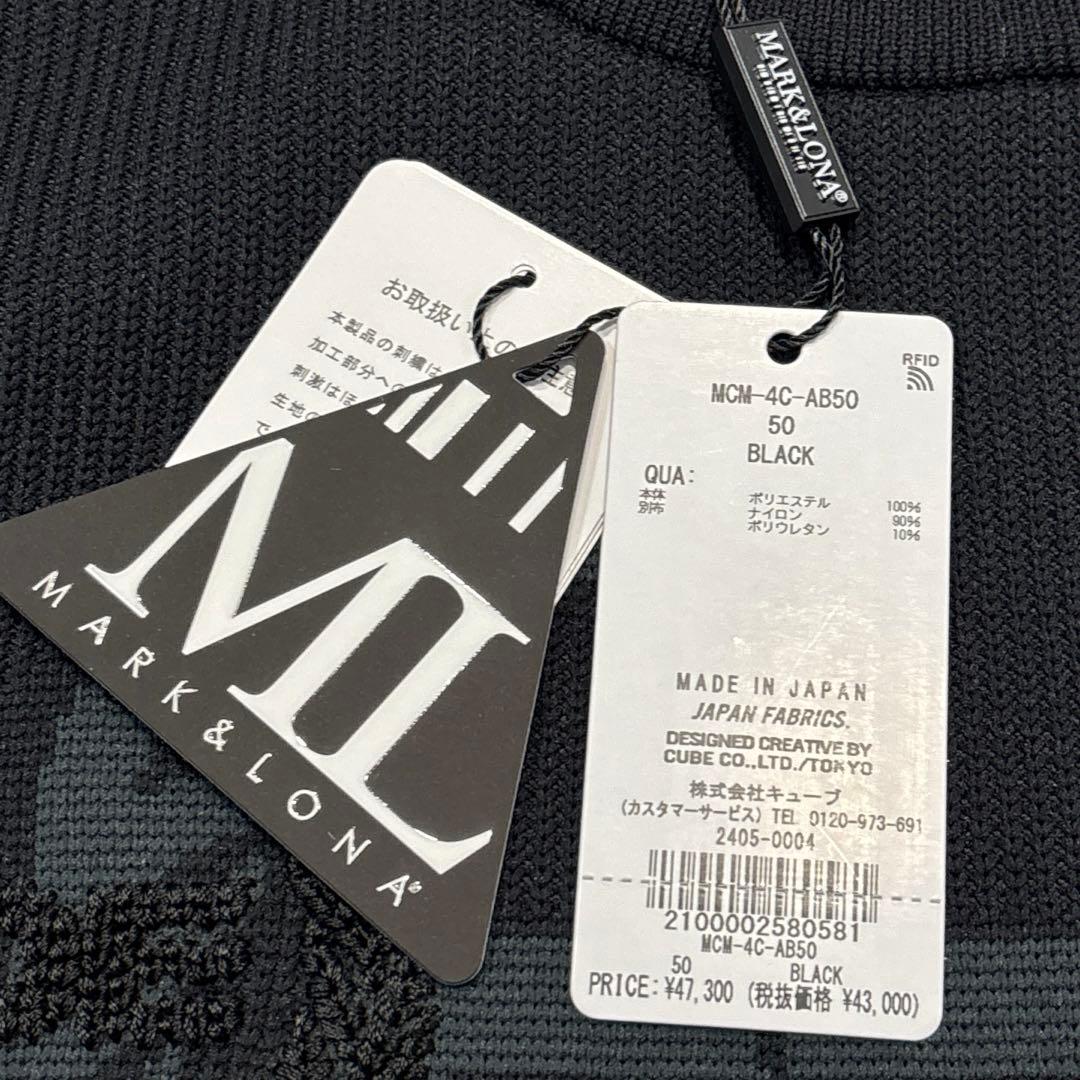 MARK&LONA®
お取扱い上の
注意
本製品の刺繍は
加工部分への
刺激はほ
生地の
で
ML
MARK&LONA®
RFID
MCM-4C-AB50
50
BLACK
QUA:
本体 ポリエステル 100%
別布 ナイロン 90%
ポリウレタン 10%
MADE IN JAPAN
JAPAN FABRICS.
DESIGNED CREATIVE BY
CUBE CO.,LTD./TOKYO
株式会社キューブ
(カスタマーサービス) TEL 0120-973-691
2405-0004
2100002580581
MCM-4C-AB50
50 BLACK
PRICE:¥47,300 (税抜価格 ¥43,000)